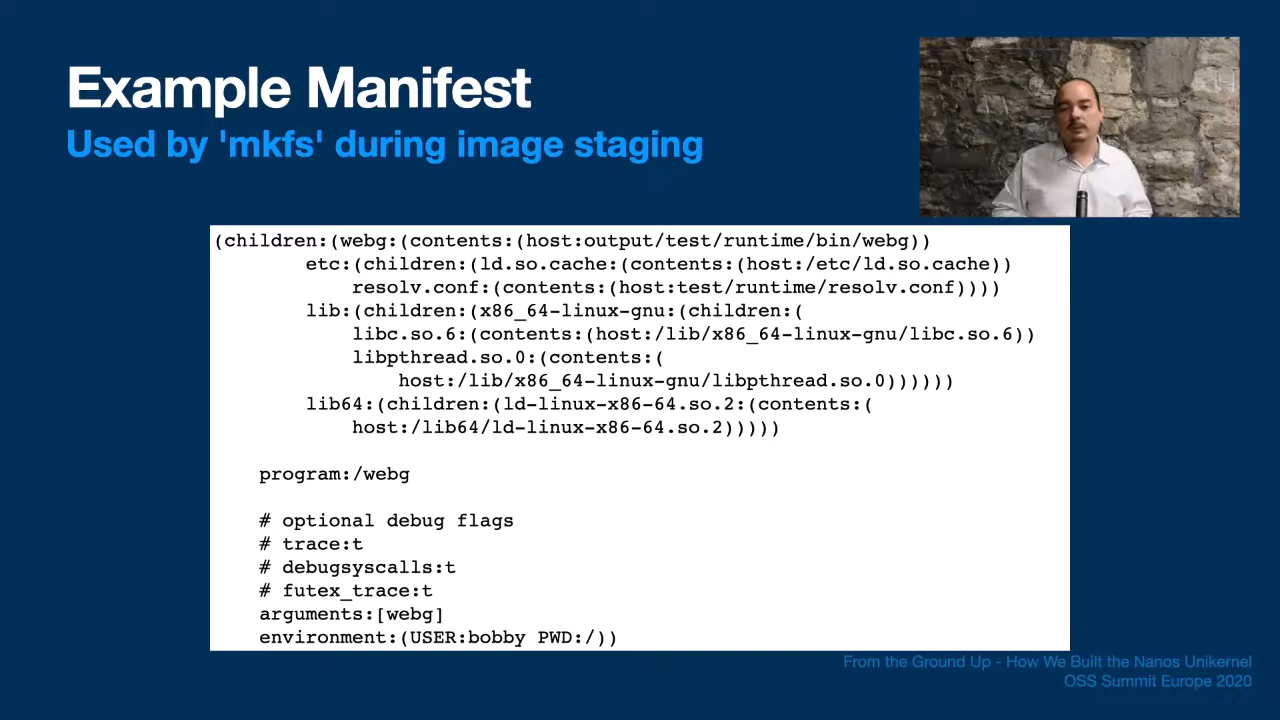 Example Manifest
Used by 'mkfs' during image staging
(children:(webg:(contents:(host:output/test/runtime/bin/webg))
etc:(children:(ld.so.cache:(contents:(host:/etc/ld.so.cache))
resolv.conf:(contents:(host:test/runtime/resolv.conf))))
lib:(children:(x86_64-linux-gnu:(children:(
libc.so.6:(contents:(host:/lib/x86_64-linux-gnu/libc.so.6))
libpthread.so.0:(contents:(
host:/lib/x86_64-linux-gnu/libpthread.so.0))))))
lib64:(children:(ld-linux-x86-64.so.2:(contents:(
host:/lib64/ld-linux-x86-64.so.2)))))
program:/webg
# optional debug flags
# trace:t
# debugsyscalls:t
# futex_trace:t
arguments:[webg]
environment:(USER:bobby PWD:/))
From the Ground Up - How We Built the Nanos Unikernel
OSS Summit Europe 2020